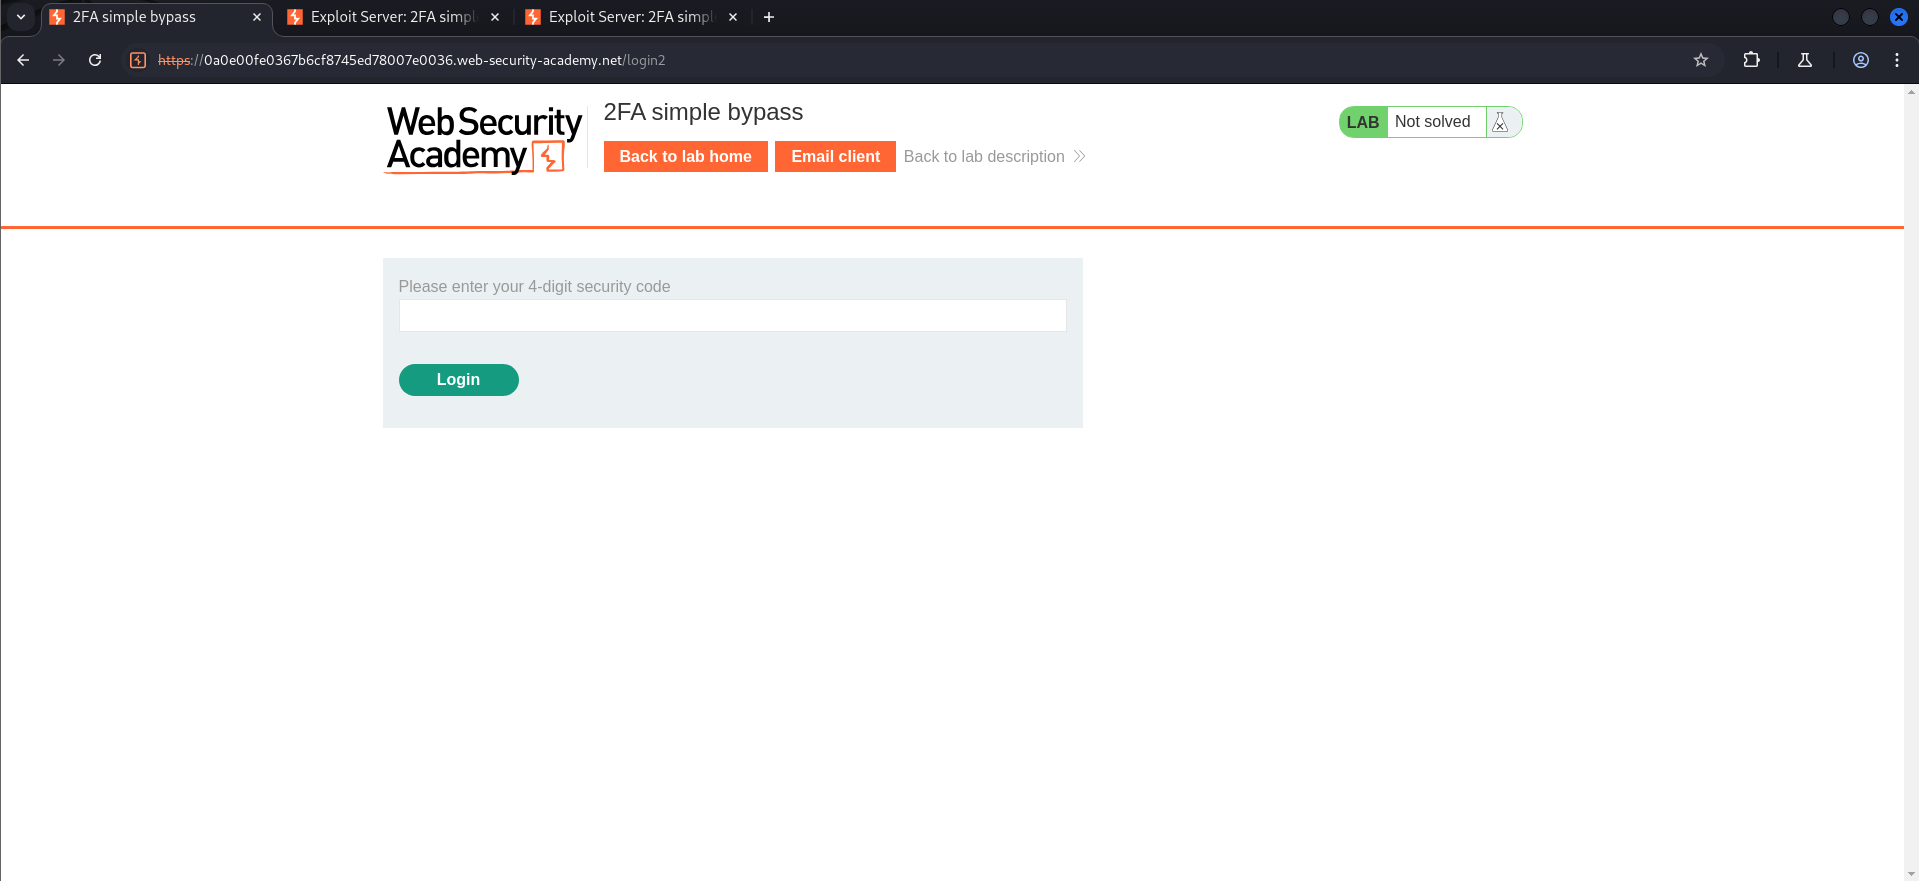 2FA simple bypass
Exploit Server: 2FA simpl
Exploit Server: 2FA simpl
https://0a0e00fe0367b6cf8745ed78007e0036.web-security-academy.net/login2
WebSecurity
Academy
2FA simple bypass
Back to lab home
Email client
Back to lab description
LAB
Not solved
Please enter your 4-digit security code
Login